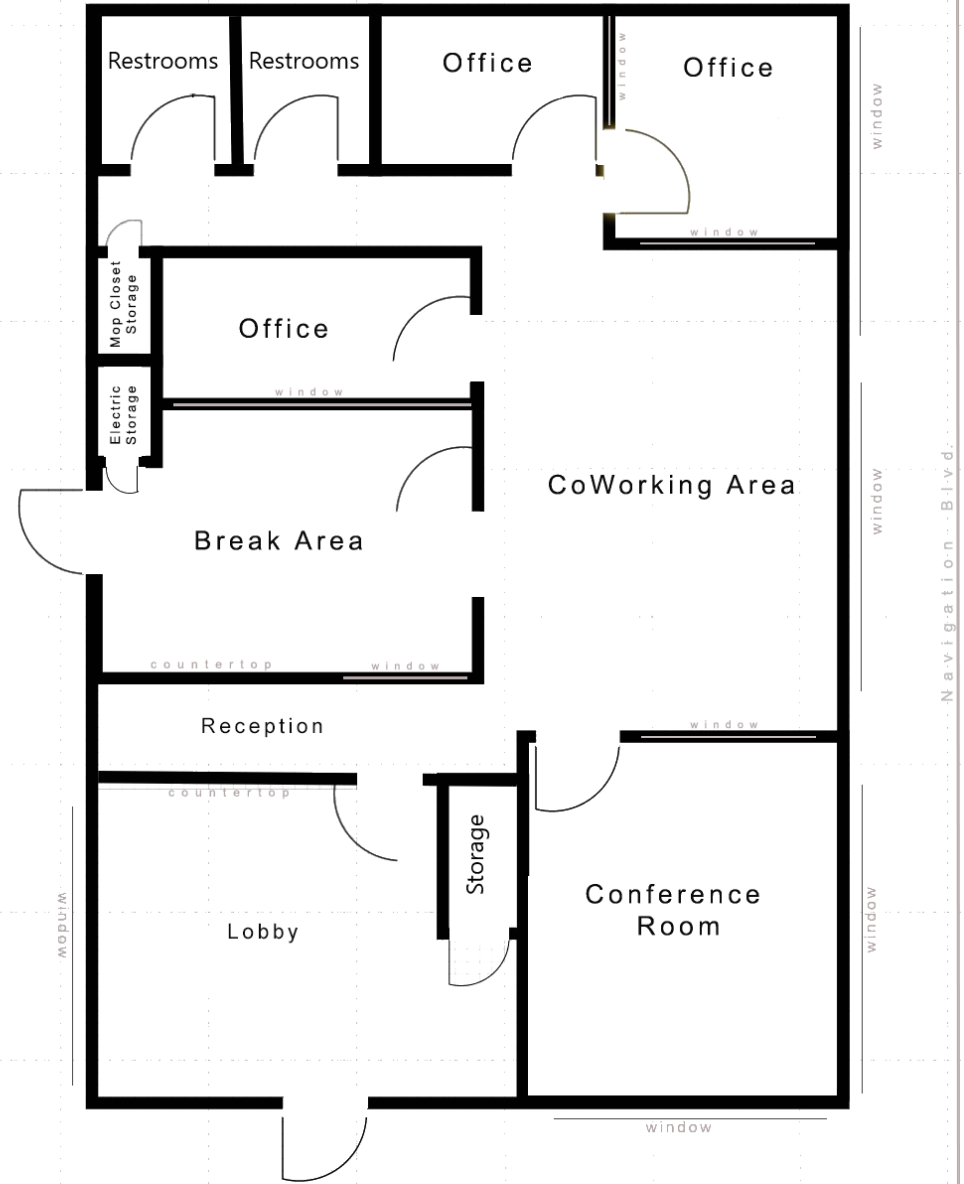 Restrooms
Restrooms
Office
window
Office
window
window
Mop Closet
Storage
Office
window
Electric
Storage
CoWorking Area
window
Navigation Blvd.
Break Area
countertop
window
Reception
window
countertop
Storage
window
Lobby
Conference
Room
window
window